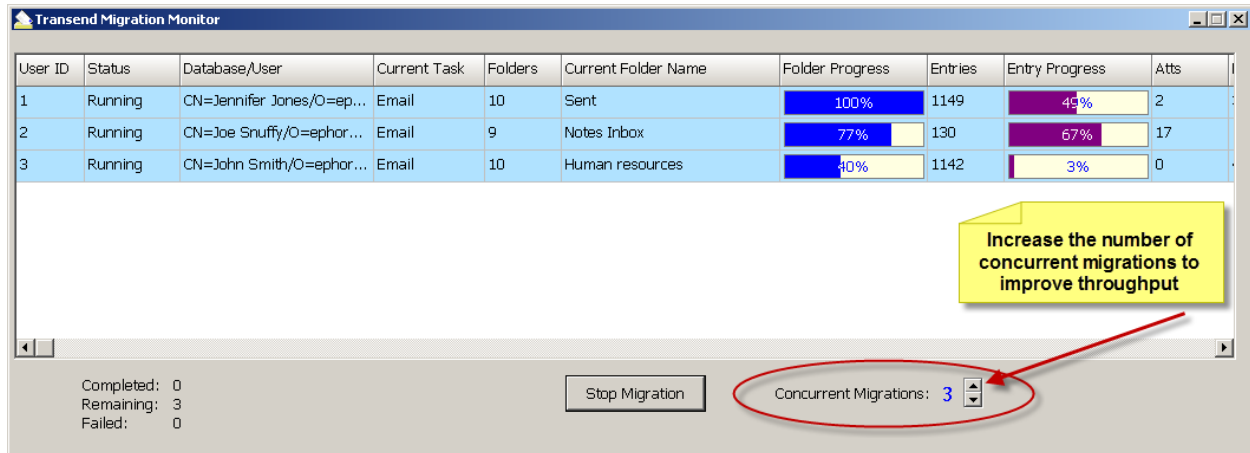 Transend Migration Monitor
User ID Status Database/User Current Task Folders Current Folder Name Folder Progress Entries Entry Progress Atts
1 Running CN=Jennifer Jones/O=ep... Email 10 Sent 100% 1149 49% 2
2 Running CN=Joe Snuffy/O=ephor... Email 9 Notes Inbox 77% 130 67% 17
3 Running CN=John Smith/O=ephor... Email 10 Human resources 40% 1142 3% 0
Increase the number of
concurrent migrations to
improve throughput
Completed: 0
Remaining: 3
Failed: 0
Stop Migration
Concurrent Migrations: 3